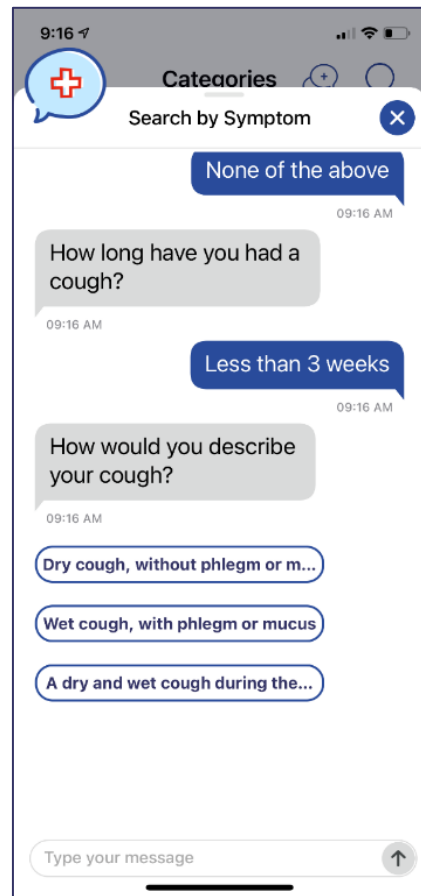 9:16
Categories
Search by Symptom
None of the above
09:16 AM
How long have you had a
cough?
09:16 AM
Less than 3 weeks
09:16 AM
How would you describe
your cough?
09:16 AM
Dry cough, without phlegm or m...
Wet cough, with phlegm or mucus
A dry and wet cough during the...
Type your message